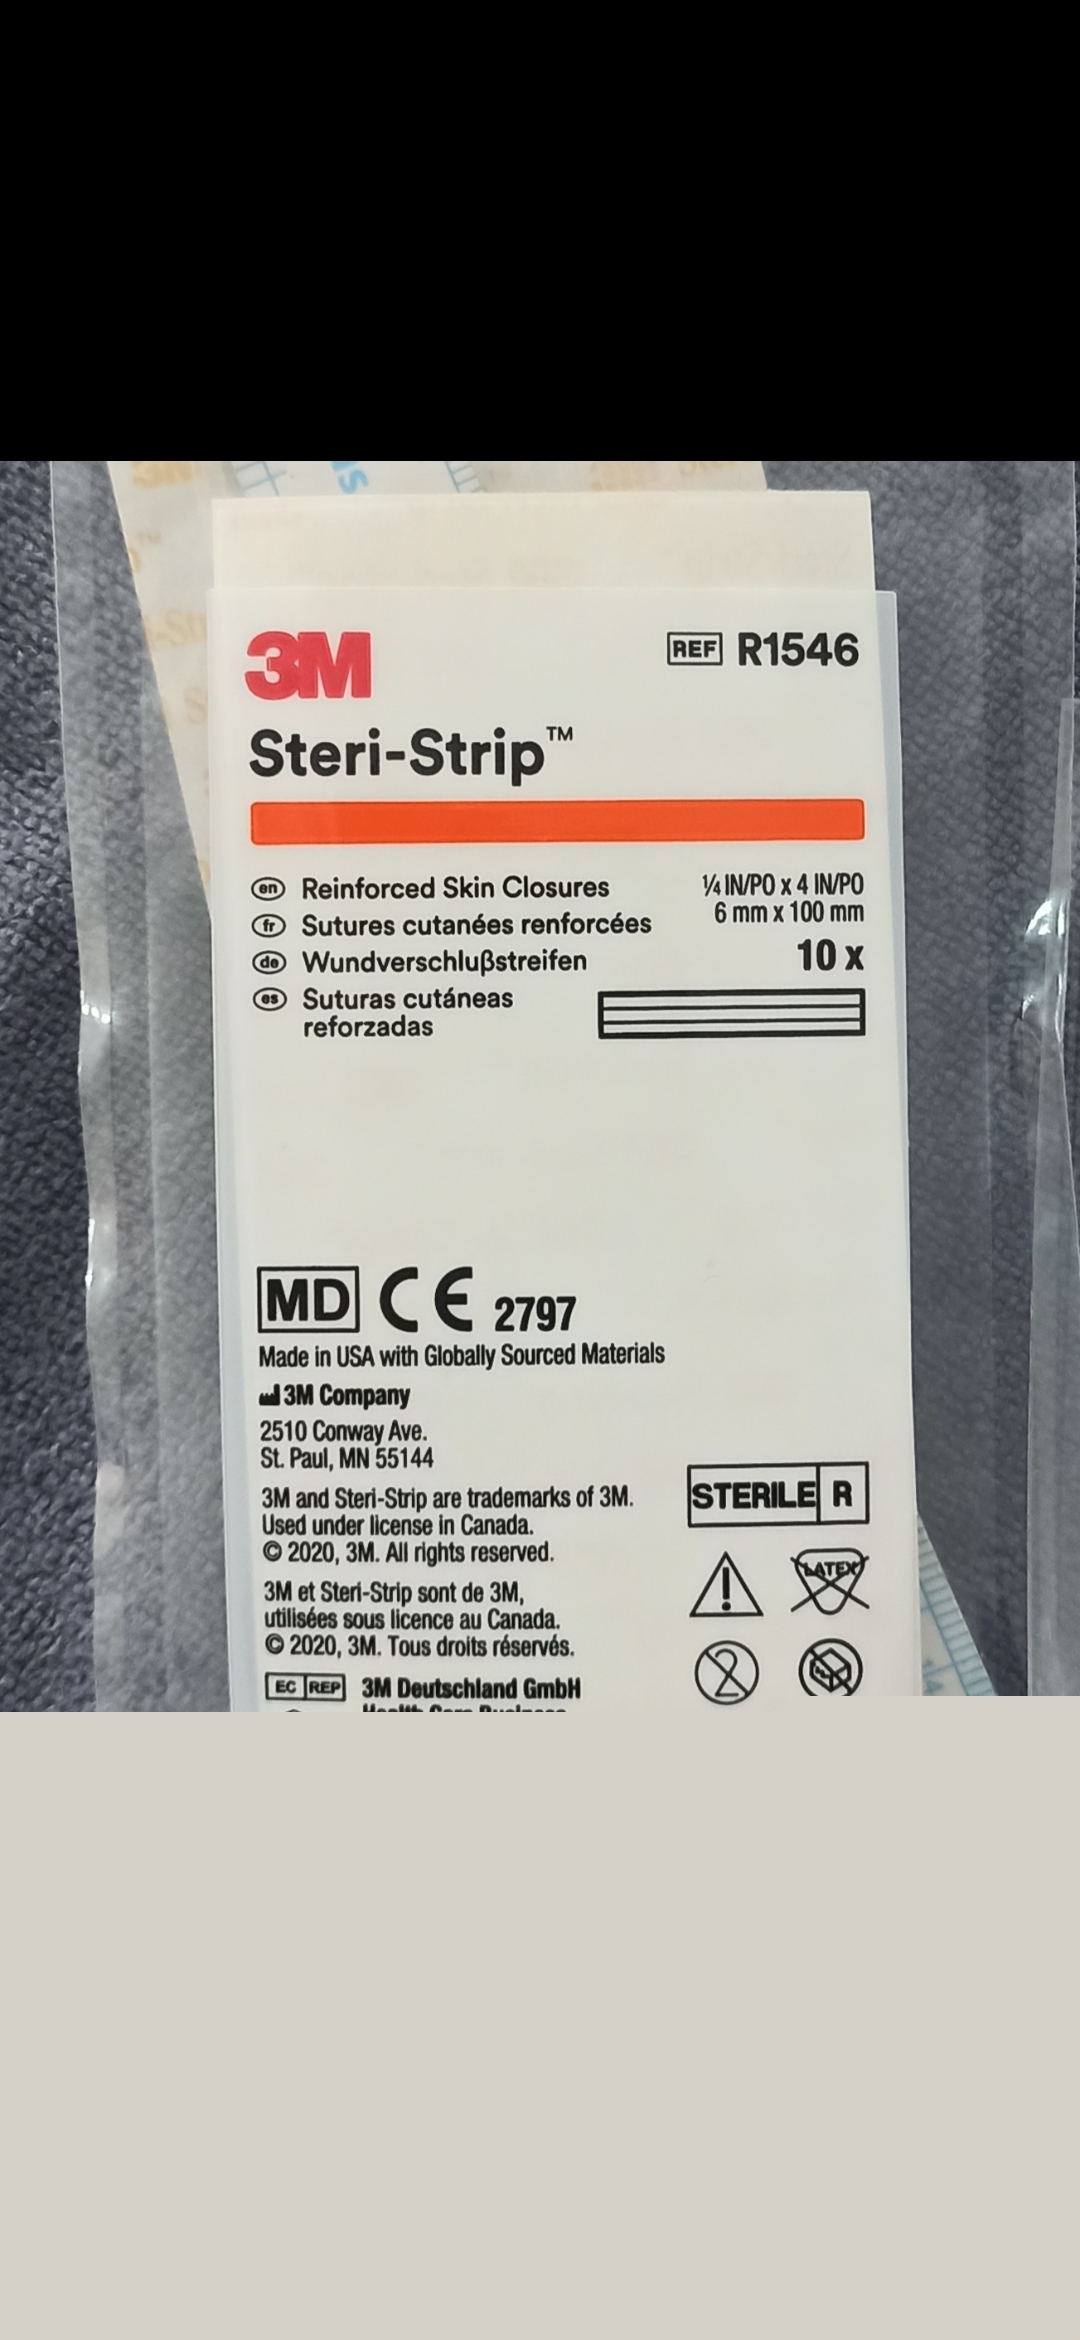 3M
REF R1546
Steri-Strip™
en Reinforced Skin Closures
¼ IN/PO x 4 IN/PO
6 mm x 100 mm
fr Sutures cutanées renforcées
de Wundverschlußstreifen
10 x
es Suturas cutáneas
reforzadas
MD CE 2797
Made in USA with Globally Sourced Materials
3M Company
2510 Conway Ave.
St. Paul, MN 55144
STERILE R
3M and Steri-Strip are trademarks of 3M.
Used under license in Canada.
© 2020, 3M. All rights reserved.
LATEX
3M et Steri-Strip sont de 3M,
utilisées sous licence au Canada.
© 2020, 3M. Tous droits réservés.
2
EC REP 3M Deutschland GmbH